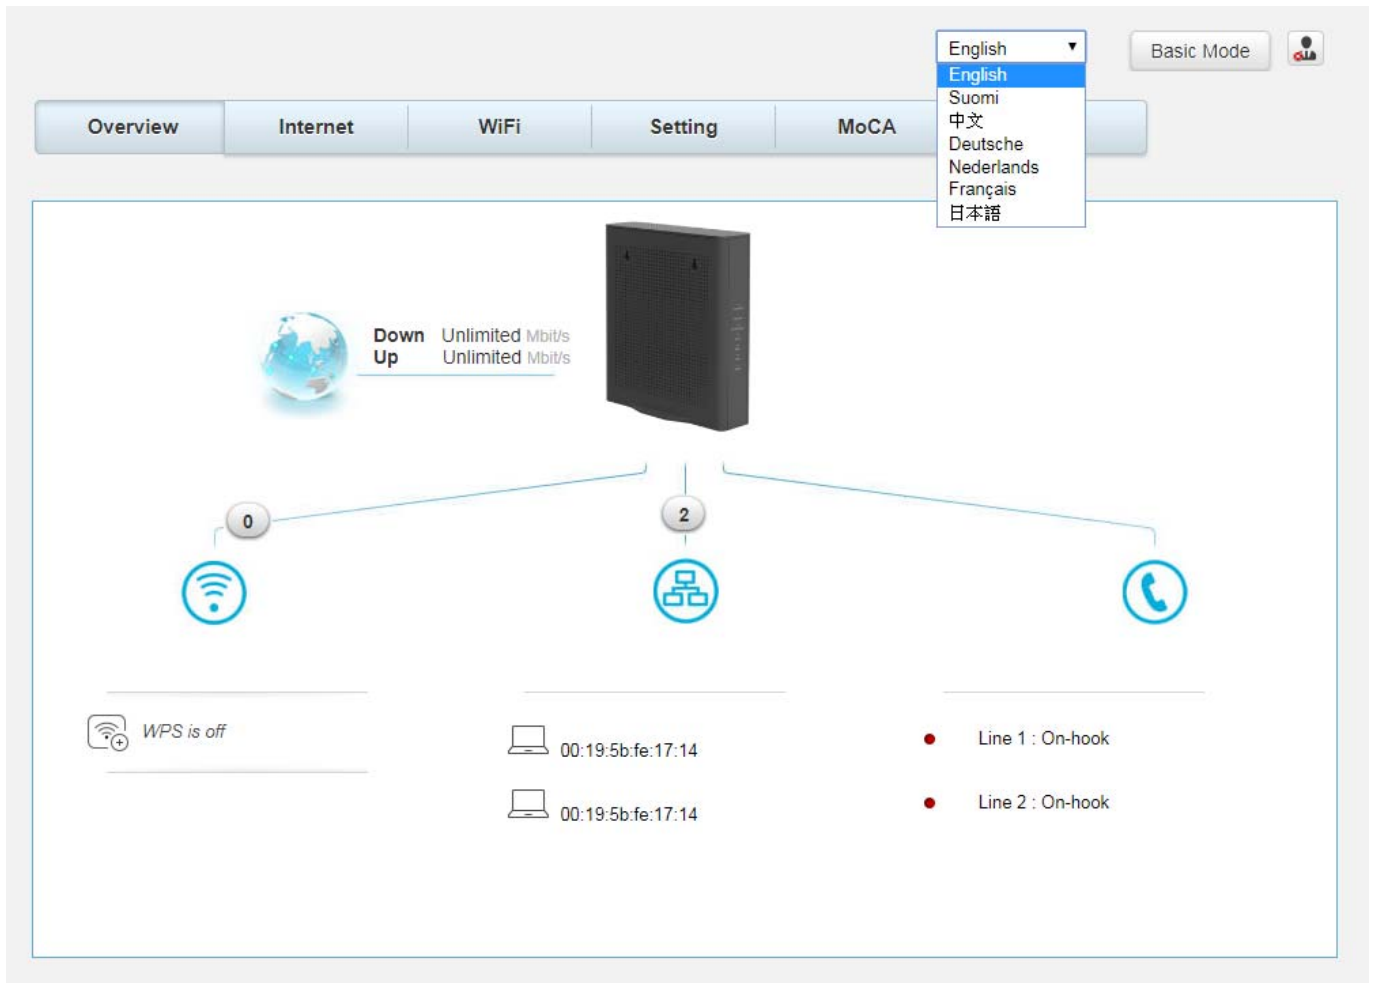 English
Basic Mode
English
Suomi
中文
Deutsche
Nederlands
Français
日本語
Overview
Internet
WiFi
Setting
MoCA
Down Unlimited Mbit/s
Up Unlimited Mbit/s
0
2
WPS is off
00:19:5b:fe:17:14
00:19:5b:fe:17:14
Line 1 : On-hook
Line 2 : On-hook